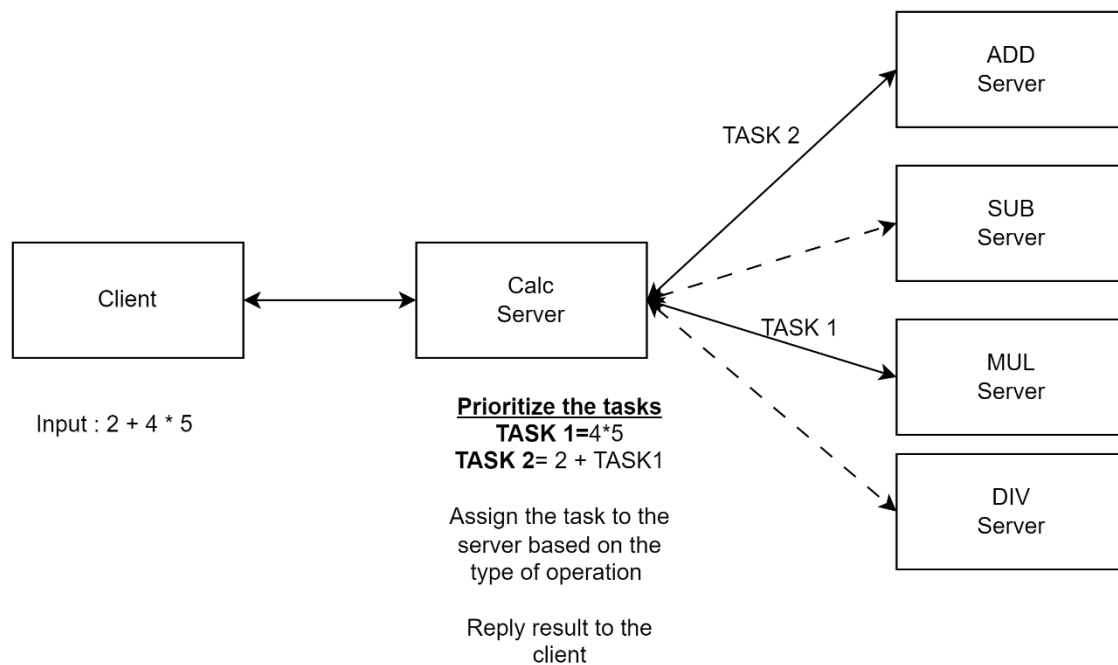 ADD
Server
TASK 2
SUB
Server
Client
Calc
Server
TASK 1
MUL
Server
Input : 2 + 4 * 5
Prioritize the tasks
TASK 1=4*5
TASK 2= 2 + TASK1
DIV
Server
Assign the task to the
server based on the
type of operation
Reply result to the
client